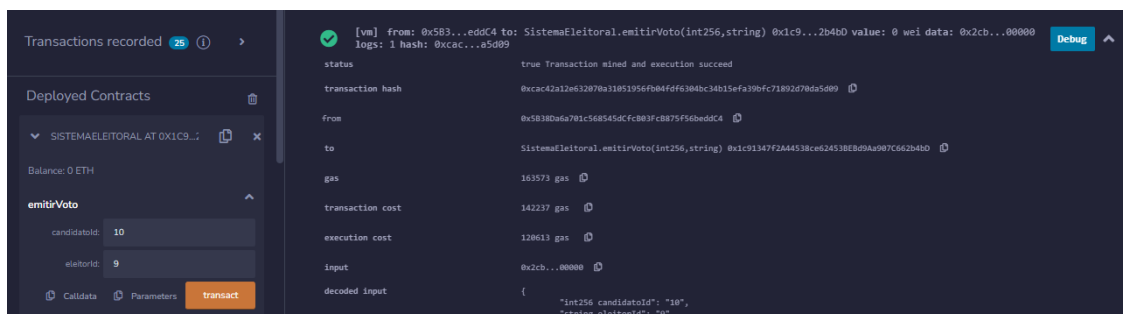 Transactions recorded 25
Deployed Contracts
SISTEMAELEITORAL AT 0X1C9...
Balance: 0 ETH
emitirVoto
candidatoId: 10
eleitorId: 9
Calldata Parameters transact
[vm] from: 0x5B3...eddC4 to: SistemaEleitoral.emitirVoto(int256,string) 0x1c9...2b4bD value: 0 wei data: 0x2cb...00000
logs: 1 hash: 0xcac...a5d09
Debug
status true Transaction mined and execution succeed
transaction hash 0xcac42a12e632070a31051956fb04fdf6304bc34b15efa39bfc71892d70da5d09
from 0x5B38Da6a701c568545dCfcB03FcB875f56beddC4
to SistemaEleitoral.emitirVoto(int256,string) 0x1c91347f2A44538ce62453BEBd9Aa907C662b4bD
gas 163573 gas
transaction cost 142237 gas
execution cost 120613 gas
input 0x2cb...00000
decoded input {
"int256 candidatoId": "10",
"string eleitorId": "9"